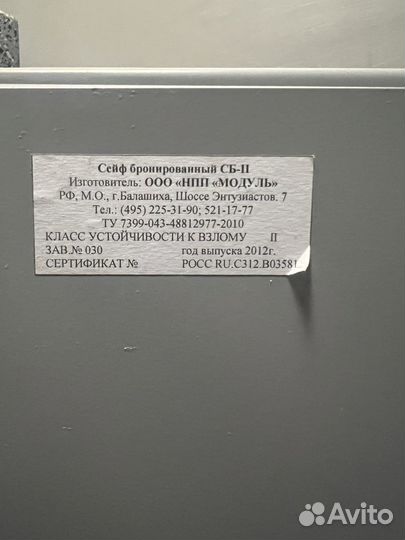 Сейф бронированный СБ-II
Изготовитель: ООО «НПП «МОДУЛЬ»
РФ, М.О., г.Балашиха, Шоссе Энтузиастов. 7
Тел.: (495) 225-31-90; 521-17-77
ТУ 7399-043-48812977-2010
КЛАСС УСТОЙЧИВОСТИ К ВЗЛОМУ II
ЗАВ.№ 030 год выпуска 2012г.
СЕРТИФИКАТ № РОСС RU.C312.B03581
Avito